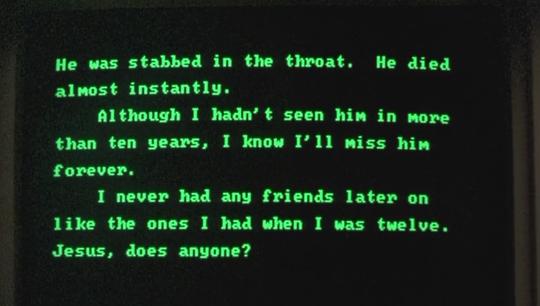 He was stabbed in the throat.  He died
almost instantly.
    Although I hadn't seen him in more
than ten years, I know I'll miss him
forever.
    I never had any friends later on
like the ones I had when I was twelve.
Jesus, does anyone?